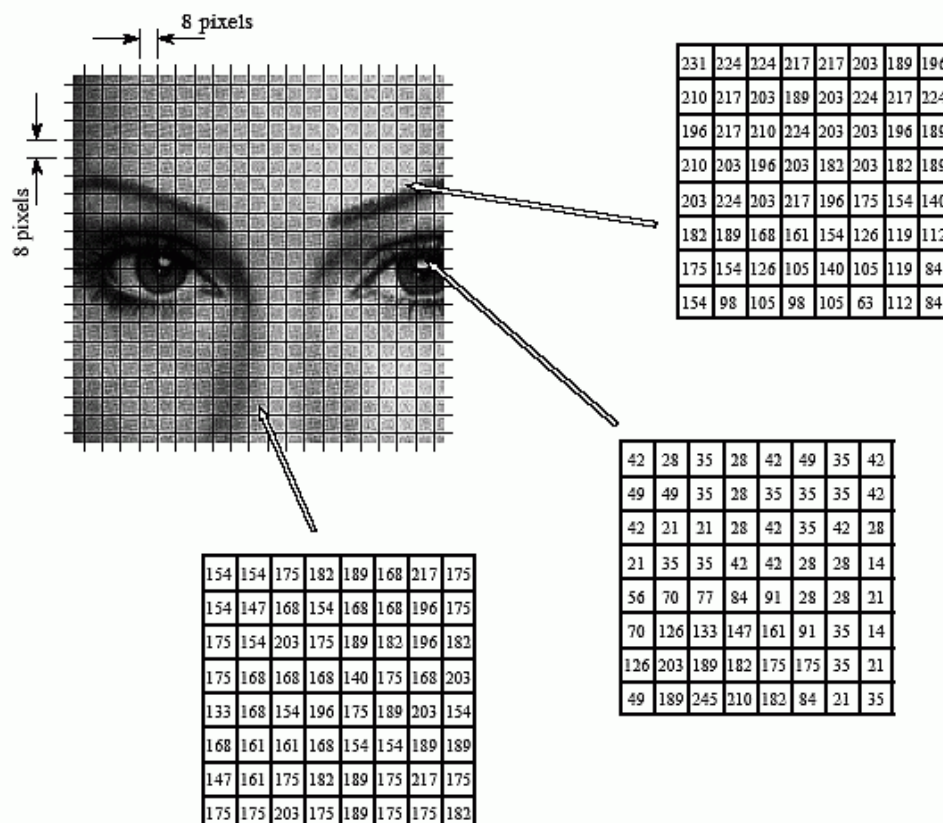 8 pixels
8 pixels
231 224 224 217 217 203 189 196
210 217 203 189 203 224 217 224
196 217 210 224 203 203 196 189
210 203 196 203 182 203 182 189
203 224 203 217 196 175 154 140
182 189 168 161 154 126 119 112
175 154 126 105 140 105 119 84
154 98 105 98 105 63 112 84
42 28 35 28 42 49 35 42
49 49 35 28 35 35 35 42
42 21 21 28 42 35 42 28
21 35 35 42 42 28 28 14
56 70 77 84 91 28 28 21
70 126 133 147 161 91 35 14
126 203 189 182 175 175 35 21
49 189 245 210 182 84 21 35
154 154 175 182 189 168 217 175
154 147 168 154 168 168 196 175
175 154 203 175 189 182 196 182
175 168 168 168 140 175 168 203
133 168 154 196 175 189 203 154
168 161 161 168 154 154 189 189
147 161 175 182 189 175 217 175
175 175 203 175 189 175 175 182